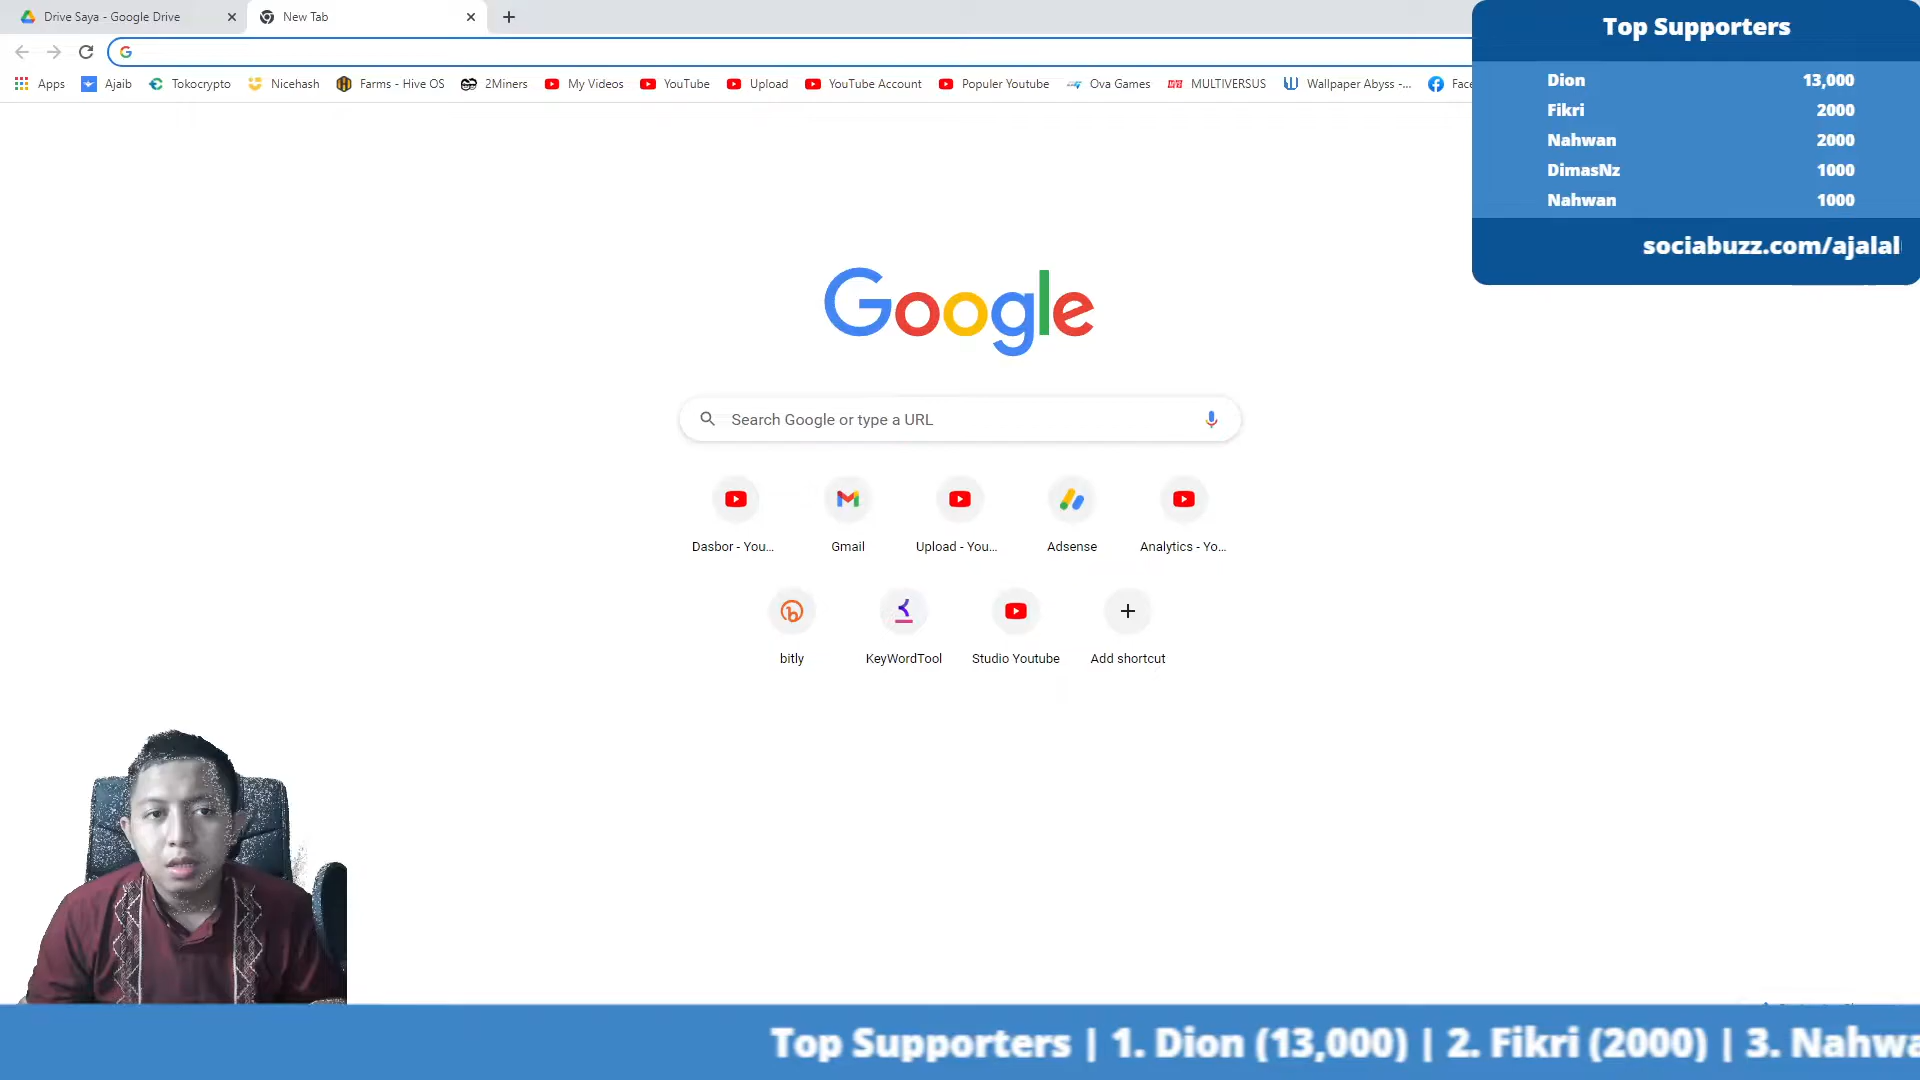 Drive Saya - Google Drive
New Tab
Apps
Ajaib
Tokocrypto
Nicehash
Farms - Hive OS
2Miners
My Videos
YouTube
Upload
YouTube Account
Populer Youtube
Ova Games
MULTIVERSUS
Wallpaper Abyss -...
Face
Top Supporters
Dion 13,000
Fikri 2000
Nahwan 2000
DimasNz 1000
Nahwan 1000
sociabuzz.com/ajalal
Google
Search Google or type a URL
Dasbor - You...
Gmail
Upload - You...
Adsense
Analytics - Yo...
bitly
KeyWordTool
Studio Youtube
Add shortcut
Top Supporters | 1. Dion (13,000) | 2. Fikri (2000) | 3. Nahwa